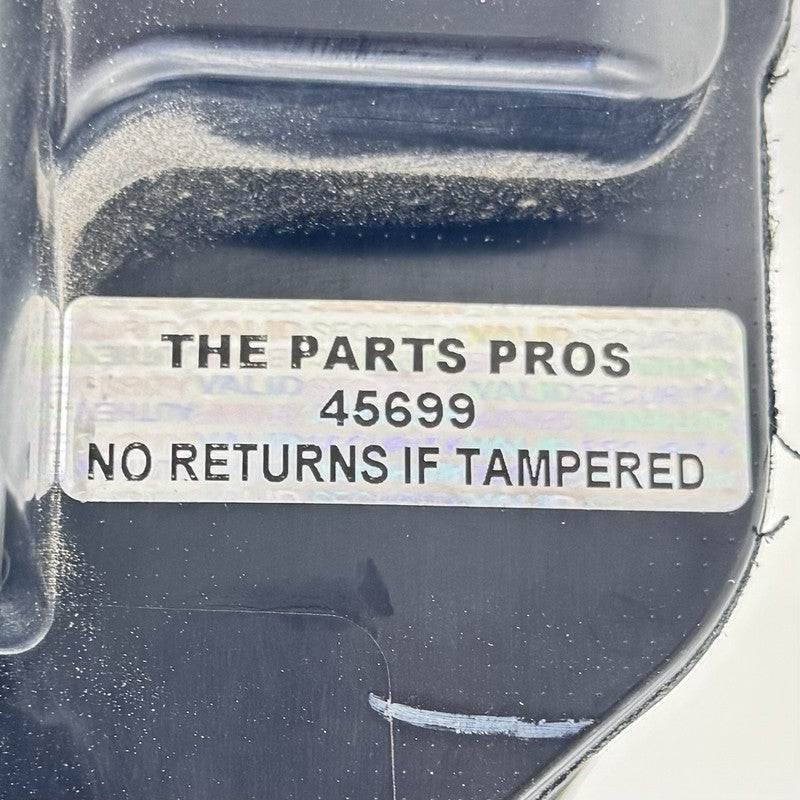 THE PARTS PROS
45699
NO RETURNS IF TAMPERED